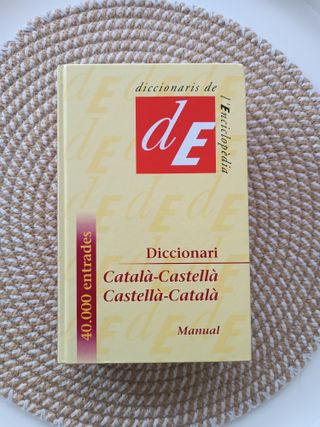 diccionaris de
l'Enciclopèdia
dE
Diccionari
Català-Castellà
Castellà-Català
40.000 entrades
Manual